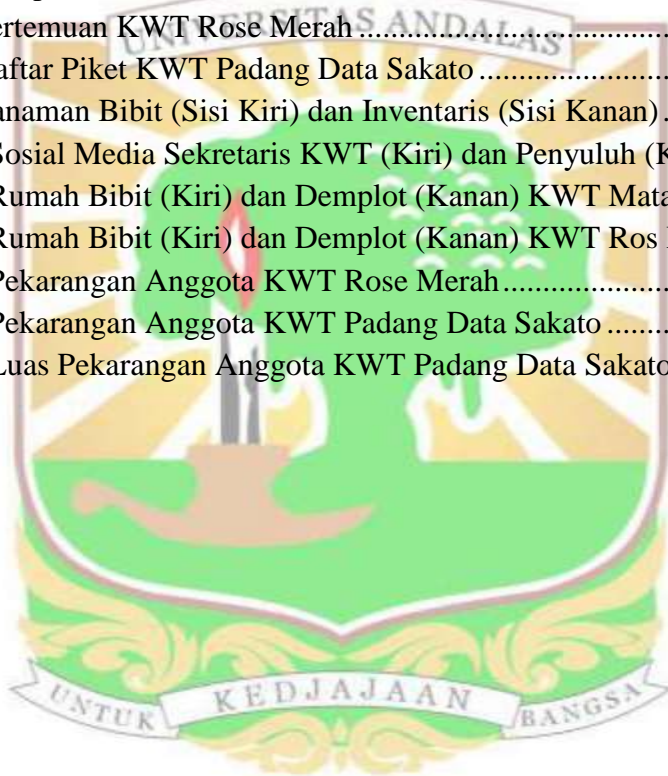 ertemuan KWT Rose Merah ........................................
UNIVERSITAS ANDALAS
aftar Piket KWT Padang Data Sakato ........................
anaman Bibit (Sisi Kiri) dan Inventaris (Sisi Kanan) .
Sosial Media Sekretaris KWT (Kiri) dan Penyuluh (K
Rumah Bibit (Kiri) dan Demplot (Kanan) KWT Mata
Rumah Bibit (Kiri) dan Demplot (Kanan) KWT Ros
Pekarangan Anggota KWT Rose Merah .....................
Pekarangan Anggota KWT Padang Data Sakato ........
Luas Pekarangan Anggota KWT Padang Data Sakato
UNTUK KEDJAJAAN BANGSA